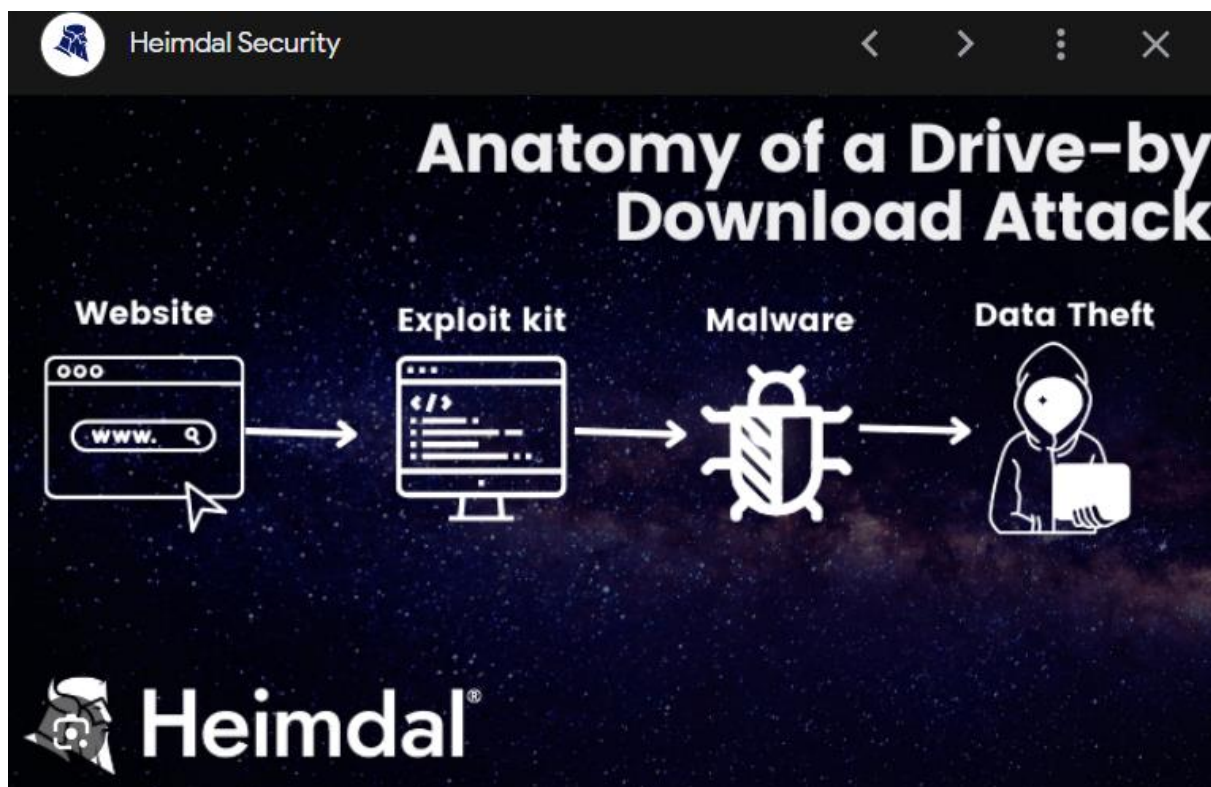 Heimdal Security
Anatomy of a Drive-by
Download Attack
Website
Exploit kit
Malware
Data Theft
www.
</>
Heimdal®